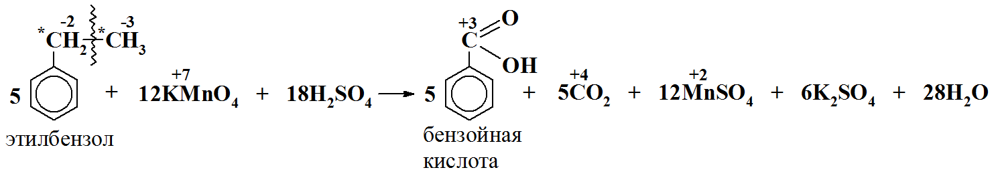 *CH₂ -2 *CH₃ -3
+3 C O OH
5 + 12KMnO₄ +7 + 18H₂SO₄ → 5 + 5CO₂ +4 + 12MnSO₄ +2 + 6K₂SO₄ + 28H₂O
этилбензол
бензойная
кислота